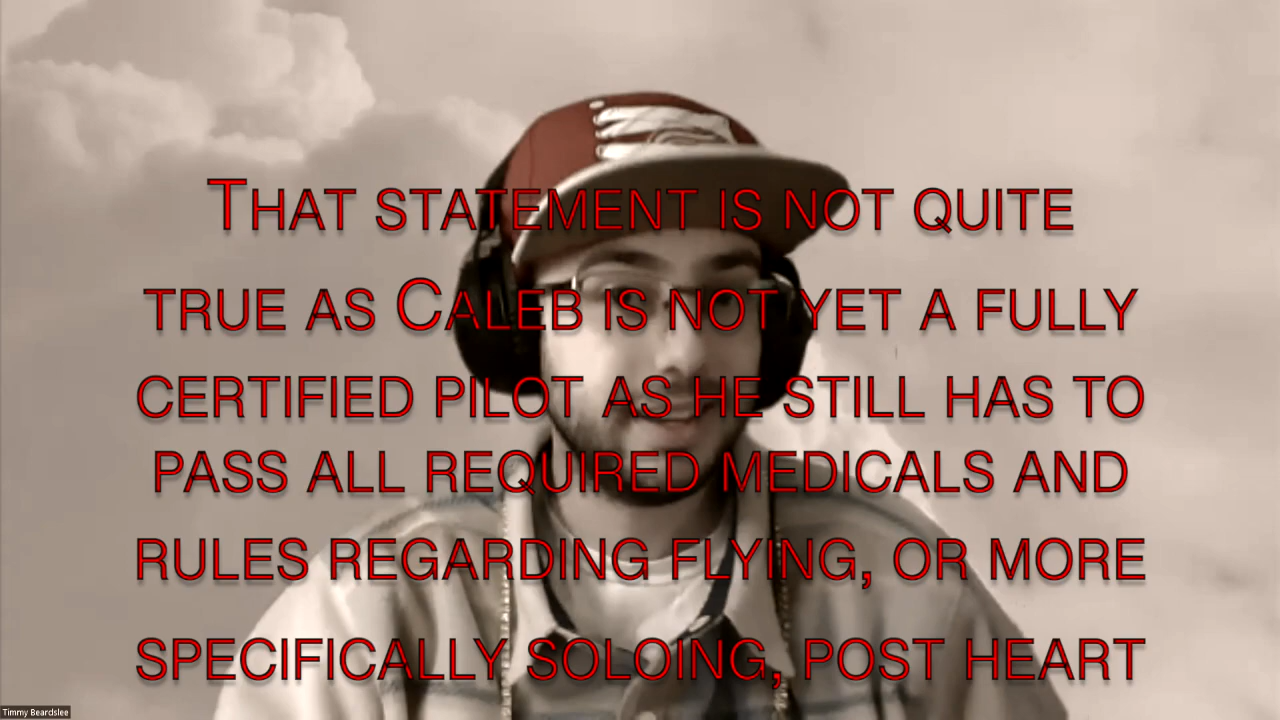 That statement is not quite
true as Caleb is not yet a fully
certified pilot as he still has to
pass all required medicals and
rules regarding flying, or more
specifically soloing, post heart
Timmy Beardslee